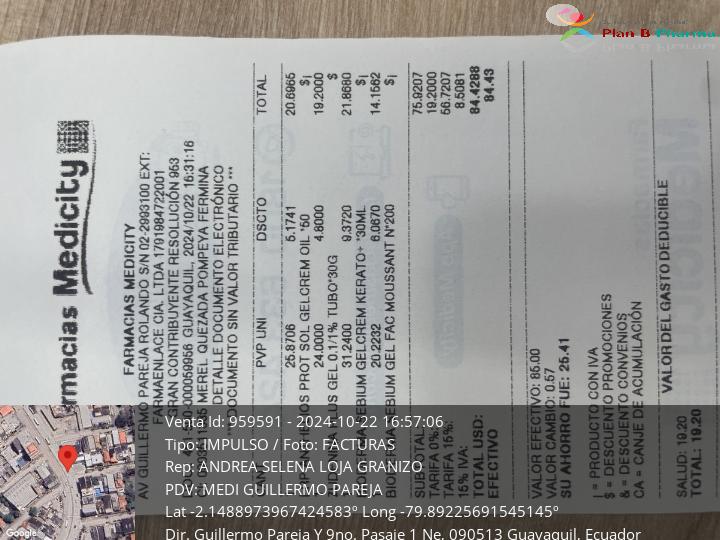 Plan B Pharma
Farmacias Medicity
FARMACIAS MEDICITY
AV GUILLERMO PAREJA ROLANDO S/N 02-2993100 EXT:
FARMAENLACE CIA. LTDA 1791984722001
GRAN CONTRIBUYENTE RESOLUCIÓN 953
GUAYAQUIL, 2024/10/22 16:31:16
MEREL QUEZADA POMPEYA FERMINA
DETALLE DOCUMENTO ELECTRÓNICO
DOCUMENTO SIN VALOR TRIBUTARIO ***
PVP UNI DSCTO TOTAL
PROT SOL GELCREM OIL *50
25.8706 5.1741 20.6965
$¡
GEL 0.1/1% TUBO*30G
24.0000 4.8000 19.2000
$
SEBIUM GELCREM KERATO+ *30ML
31.2400 9.3720 21.8680
$¡
SEBIUM GEL FAC MOUSSANT N*200
20.2232 6.0670 14.1562
$¡
SUBTOTAL: 75.9207
TARIFA 0%: 19.2000
TARIFA 15%: 56.7207
15% IVA: 8.5081
TOTAL USD: 84.4288
EFECTIVO 84.43
VALOR EFECTIVO: 85.00
VALOR CAMBIO: 0.57
SU AHORRO FUE: 25.41
¡ = PRODUCTO CON IVA
$ = DESCUENTO PROMOCIONES
& = DESCUENTO CONVENIOS
CA = CANJE DE ACUMULACIÓN
VALOR DEL GASTO DEDUCIBLE
SALUD: 19.20
TOTAL: 19.20
Google
Venta Id: 959591 - 2024-10-22 16:57:06
Tipo: IMPULSO / Foto: FACTURAS
Rep: ANDREA SELENA LOJA GRANIZO
PDV: MEDI GUILLERMO PAREJA
Lat -2.1488973967424583º Long -79.89225691545145º
Dir. Guillermo Pareja Y 9no. Pasaje 1 Ne, 090513 Guayaquil, Ecuador